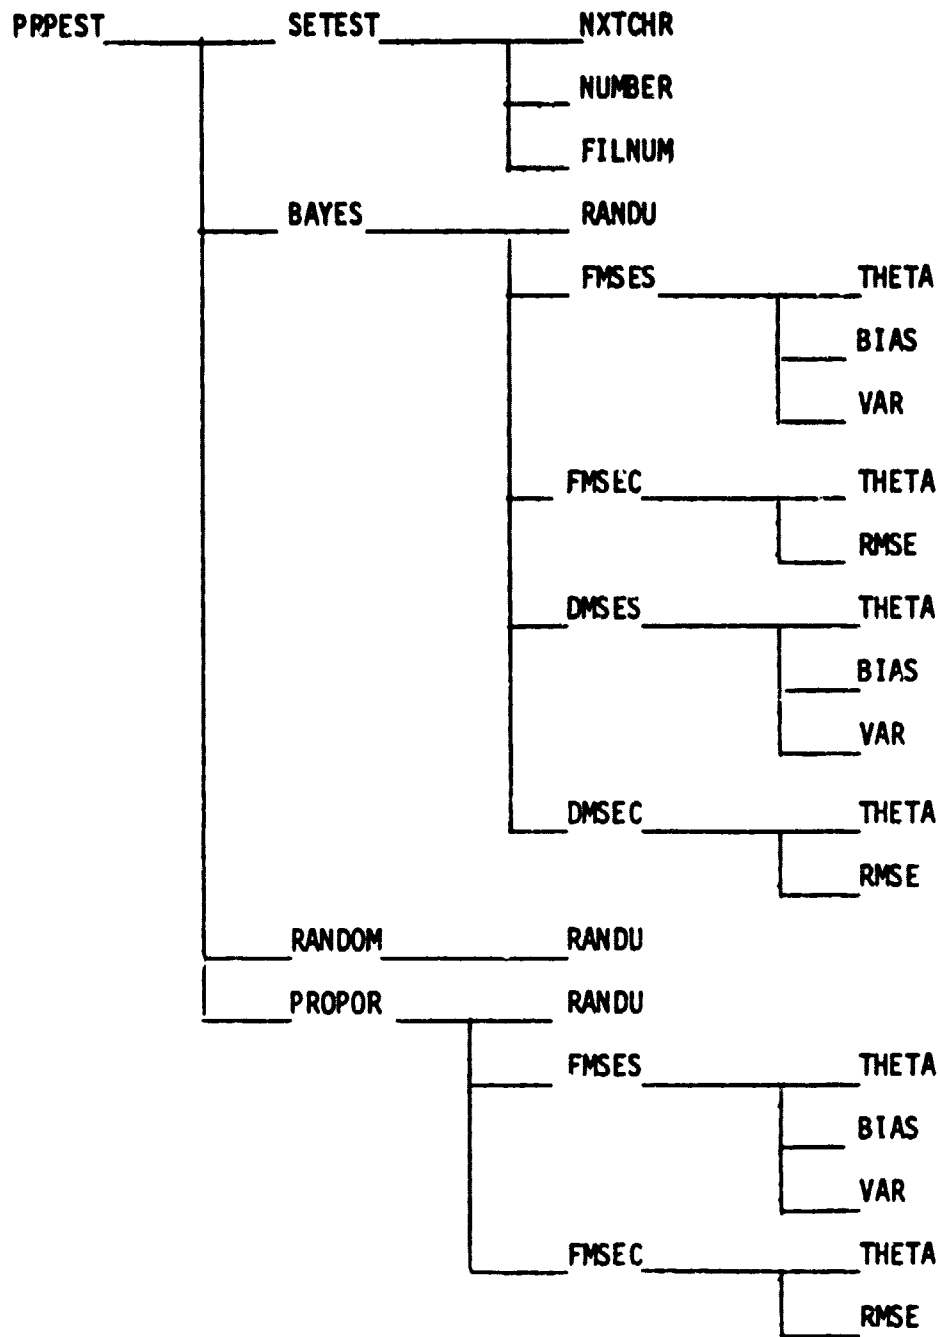 PRPEST SETEST NXTCHR
NUMBER
FILNUM
BAYES RANDU
FMSES THETA
BIAS
VAR
FMSEC THETA
RMSE
DMSES THETA
BIAS
VAR
DMSEC THETA
RMSE
RANDOM RANDU
PROPOR RANDU
FMSES THETA
BIAS
VAR
FMSEC THETA
RMSE